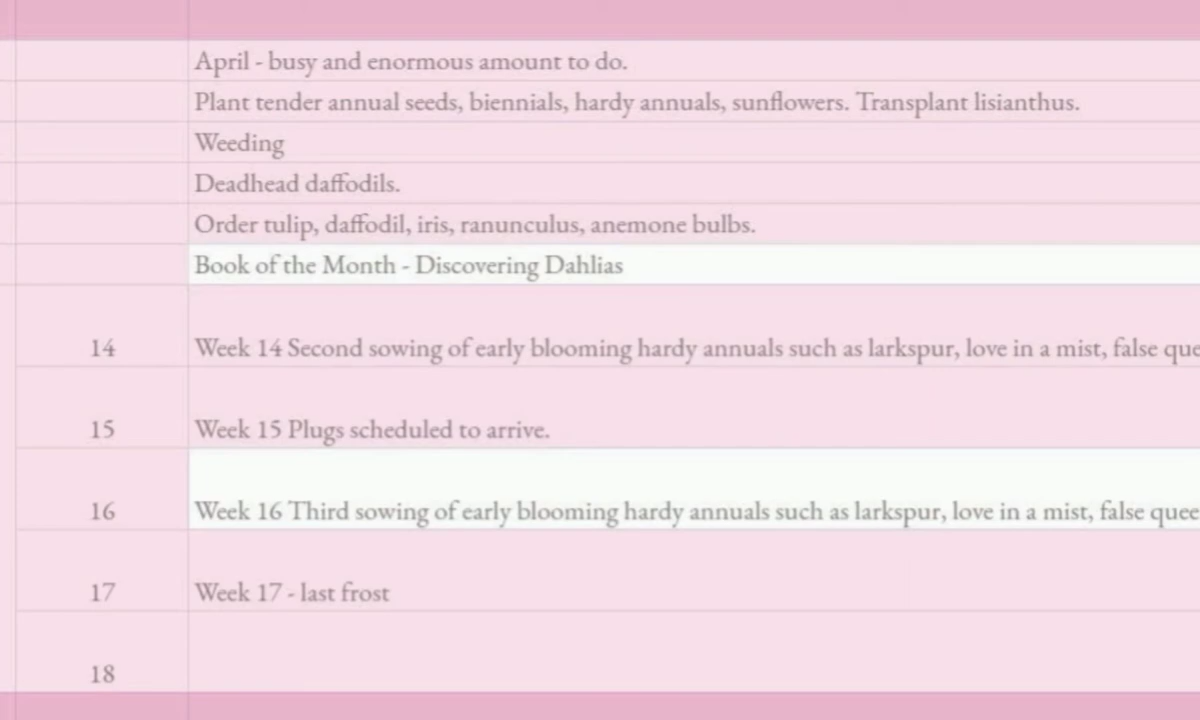 April - busy and enormous amount to do.
Plant tender annual seeds, biennials, hardy annuals, sunflowers. Transplant lisianthus.
Weeding
Deadhead daffodils.
Order tulip, daffodil, iris, ranunculus, anemone bulbs.
Book of the Month - Discovering Dahlias
14 Week 14 Second sowing of early blooming hardy annuals such as larkspur, love in a mist, false
15 Week 15 Plugs scheduled to arrive.
16 Week 16 Third sowing of early blooming hardy annuals such as larkspur, love in a mist, false
17 Week 17 - last frost
18